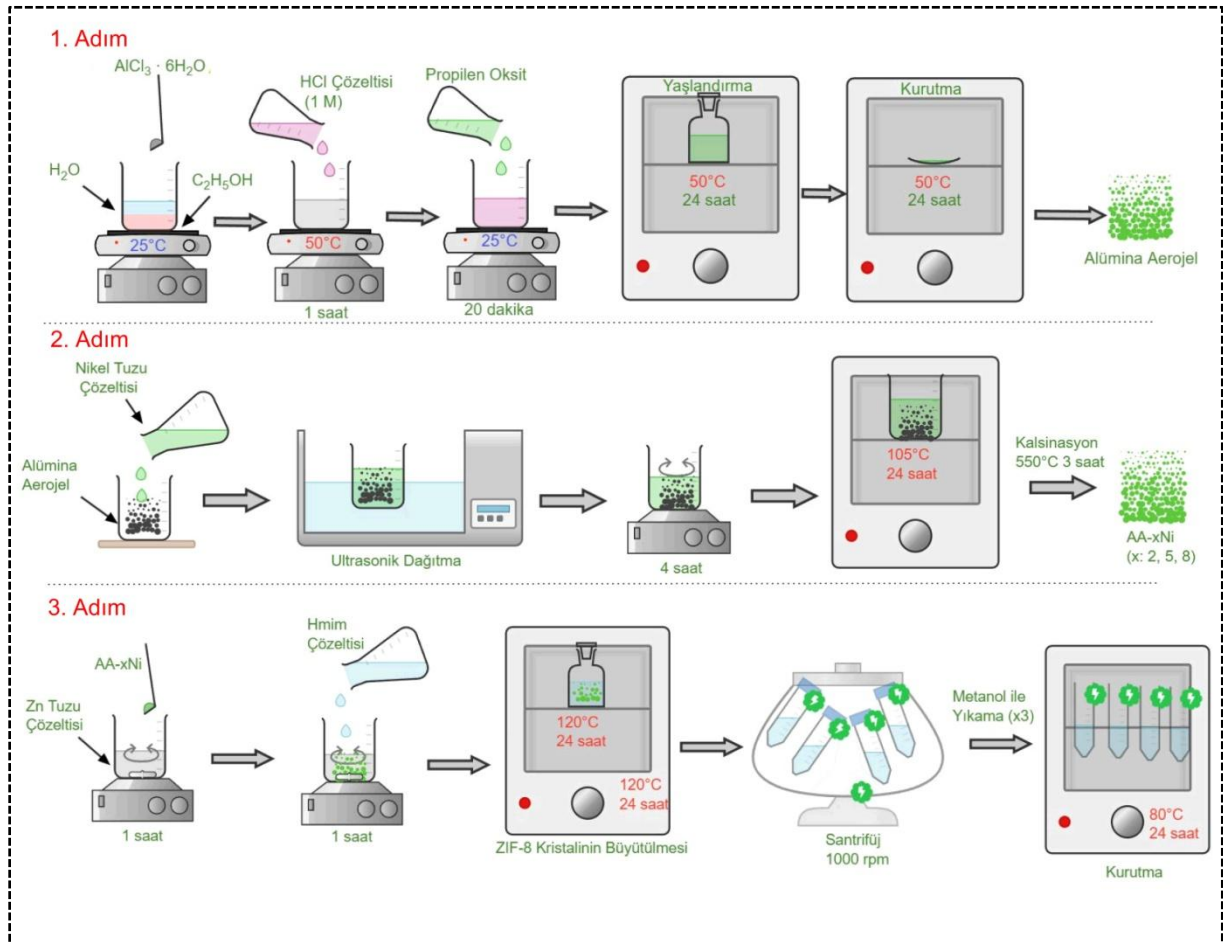 1. Adım
AlCl3 · 6H2O
H2O
C2H5OH
25°C
HCl Çözeltisi
(1 M)
50°C
1 saat
Propilen Oksit
25°C
20 dakika
Yaşlandırma
50°C
24 saat
Kurutma
50°C
24 saat
Alümina Aerojel
2. Adım
Nikel Tuzu
Çözeltisi
Alümina
Aerojel
Ultrasonik Dağıtma
4 saat
105°C
24 saat
Kalsinasyon
550°C 3 saat
AA-xNi
(x: 2, 5, 8)
3. Adım
AA-xNi
Zn Tuzu
Çözeltisi
1 saat
Hmim
Çözeltisi
1 saat
120°C
24 saat
120°C
24 saat
ZIF-8 Kristalinin Büyütülmesi
Santrifüj
1000 rpm
Metanol ile
Yıkama (x3)
80°C
24 saat
Kurutma